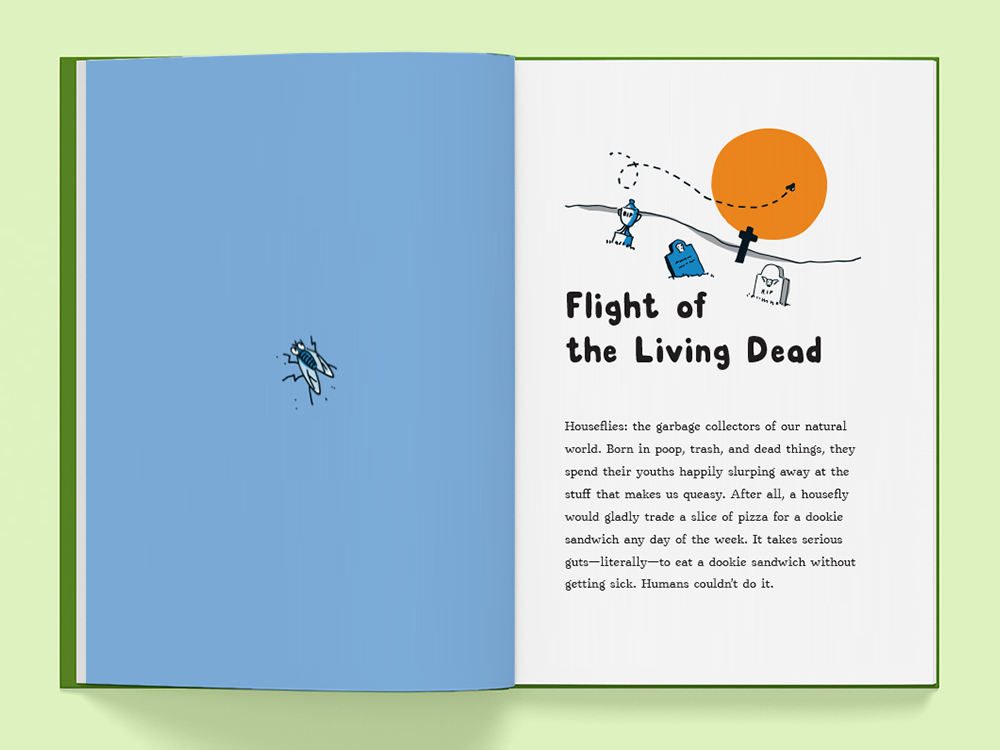 RIP
RIP
Flight of
the Living Dead
Houseflies: the garbage collectors of our natural
world. Born in poop, trash, and dead things, they
spend their youths happily slurping away at the
stuff that makes us queasy. After all, a housefly
would gladly trade a slice of pizza for a dookie
sandwich any day of the week. It takes serious
guts—literally—to eat a dookie sandwich without
getting sick. Humans couldn't do it.